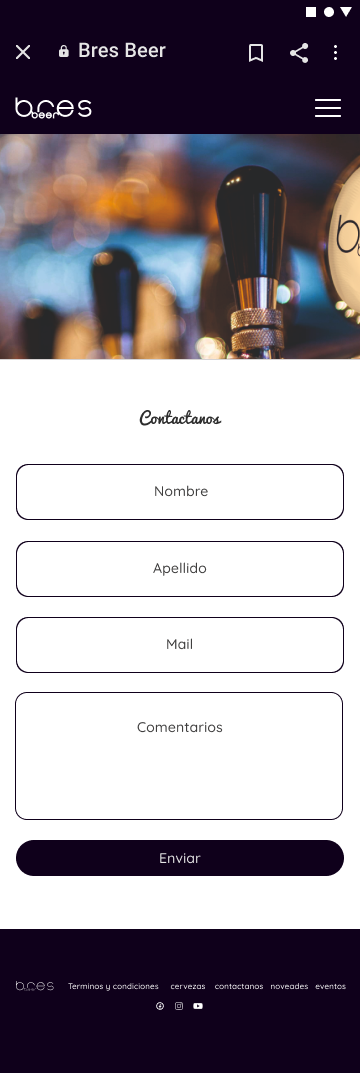 Bres Beer
bres
beer
Contactanos
Nombre
Apellido
Mail
Comentarios
Enviar
bres Terminos y condiciones cervezas contactanos noveades eventos